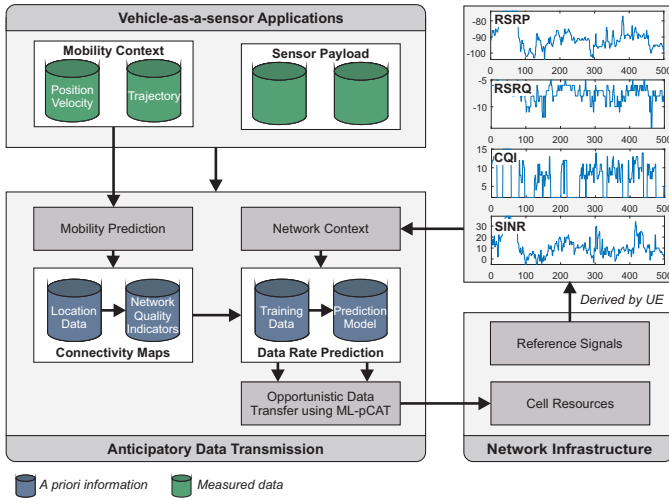 Vehicle-as-a-sensor Applications
Mobility Context
Position
Velocity
Trajectory
Sensor Payload
Mobility Prediction
Network Context
Location
Data
Network
Quality
Indicators
Connectivity Maps
Training
Data
Prediction
Model
Data Rate Prediction
Opportunistic Data
Transfer using ML-pCAT
Anticipatory Data Transmission
RSRP
-80
-90
-100
0 100 200 300 400 500
RSRQ
-5
-10
0 100 200 300 400 500
CQI
10
5
0 100 200 300 400 500
SINR
30
20
10
0
0 100 200 300 400 500
Derived by UE
Reference Signals
Cell Resources
Network Infrastructure
A priori information
Measured data